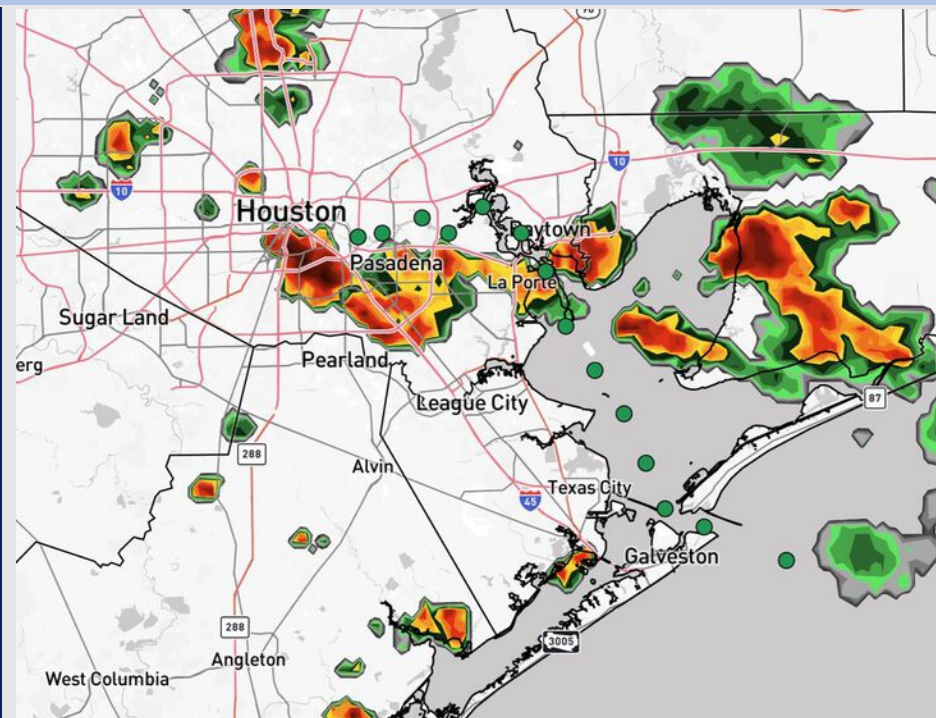 10
Houston
Baytown
Pasadena
La Porte
Sugar Land
erg
Pearland
League City
87
288
Alvin
Texas City
45
Galveston
288
3005
Angleton
West Columbia
10